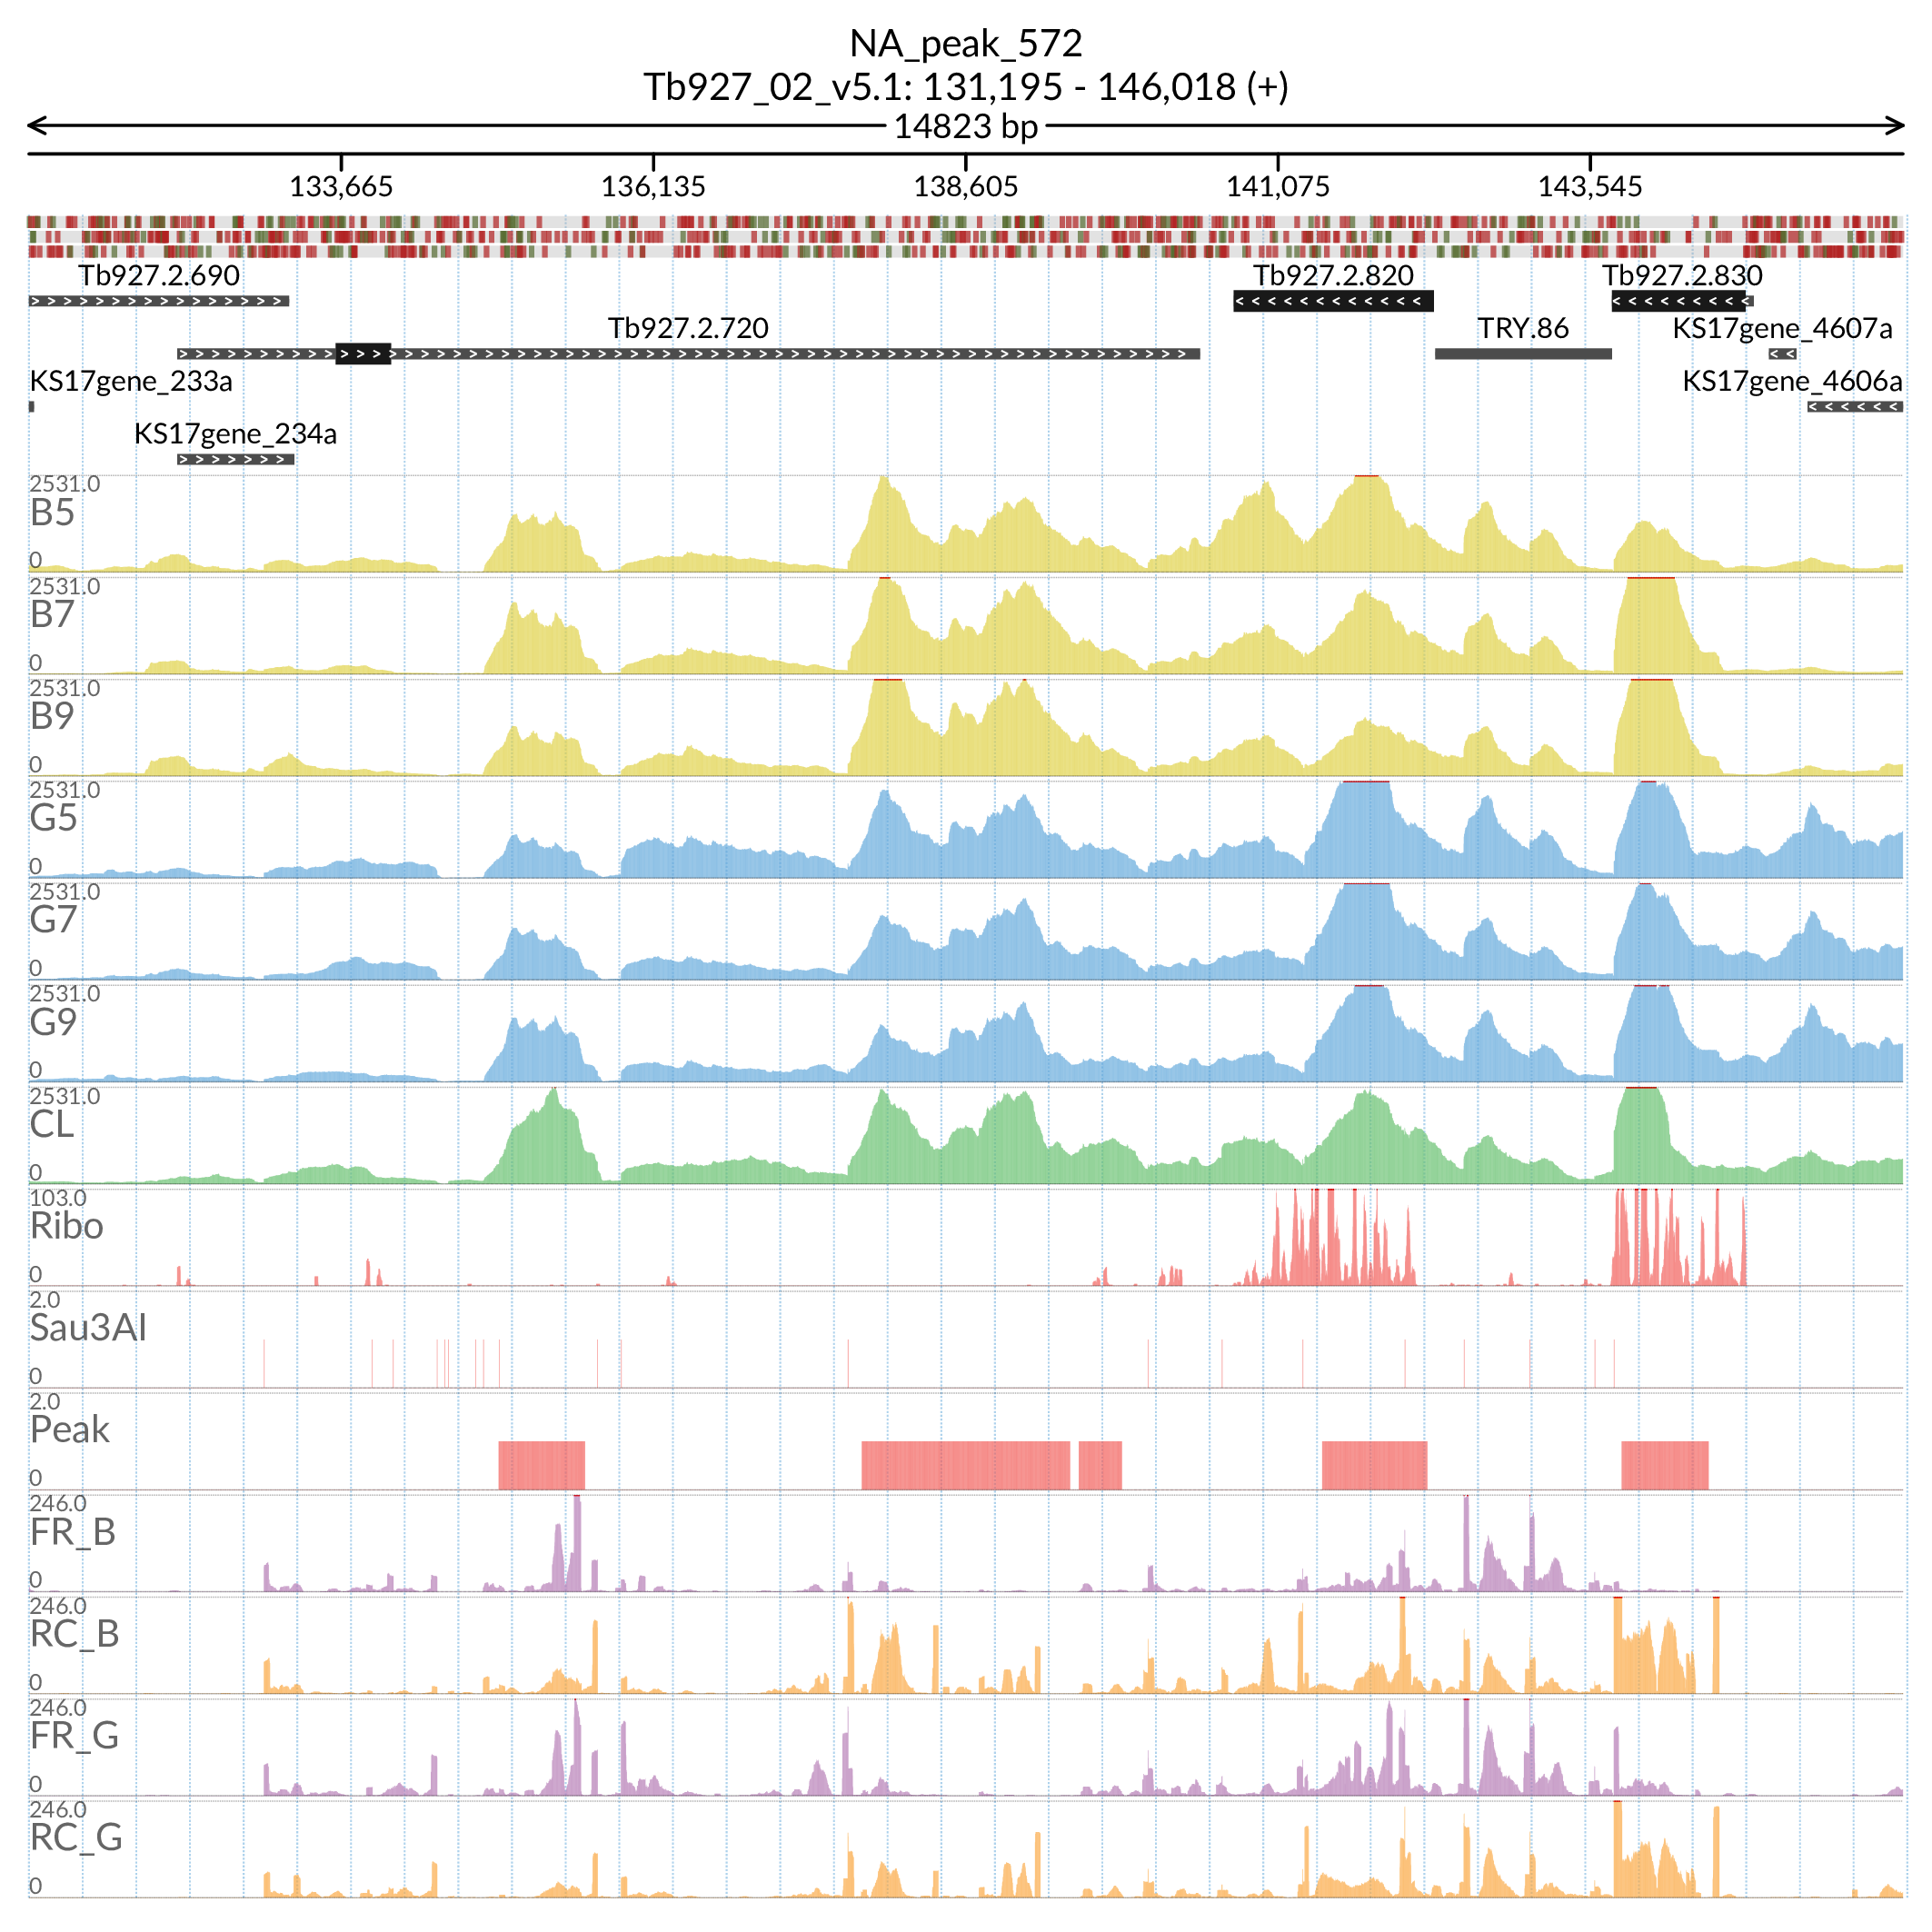 NA_peak_572
Tb927_02_v5.1: 131,195 - 146,018 (+)
14823 bp
133,665 136,135 138,605 141,075 143,545
Tb927.2.690 Tb927.2.820 Tb927.2.830
Tb927.2.720 TRY.86 KS17gene_4607a
KS17gene_233a KS17gene_4606a
KS17gene_234a
2531.0
B5
0
2531.0
B7
0
2531.0
B9
0
2531.0
G5
0
2531.0
G7
0
2531.0
G9
0
2531.0
CL
0
103.0
Ribo
0
2.0
Sau3AI
0
2.0
Peak
0
246.0
FR_B
0
246.0
RC_B
0
246.0
FR_G
0
246.0
RC_G
0